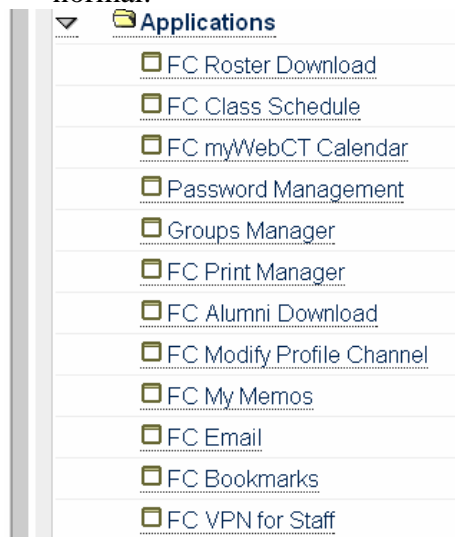 normal.
Applications
FC Roster Download
FC Class Schedule
FC myWebCT Calendar
Password Management
Groups Manager
FC Print Manager
FC Alumni Download
FC Modify Profile Channel
FC My Memos
FC Email
FC Bookmarks
FC VPN for Staff